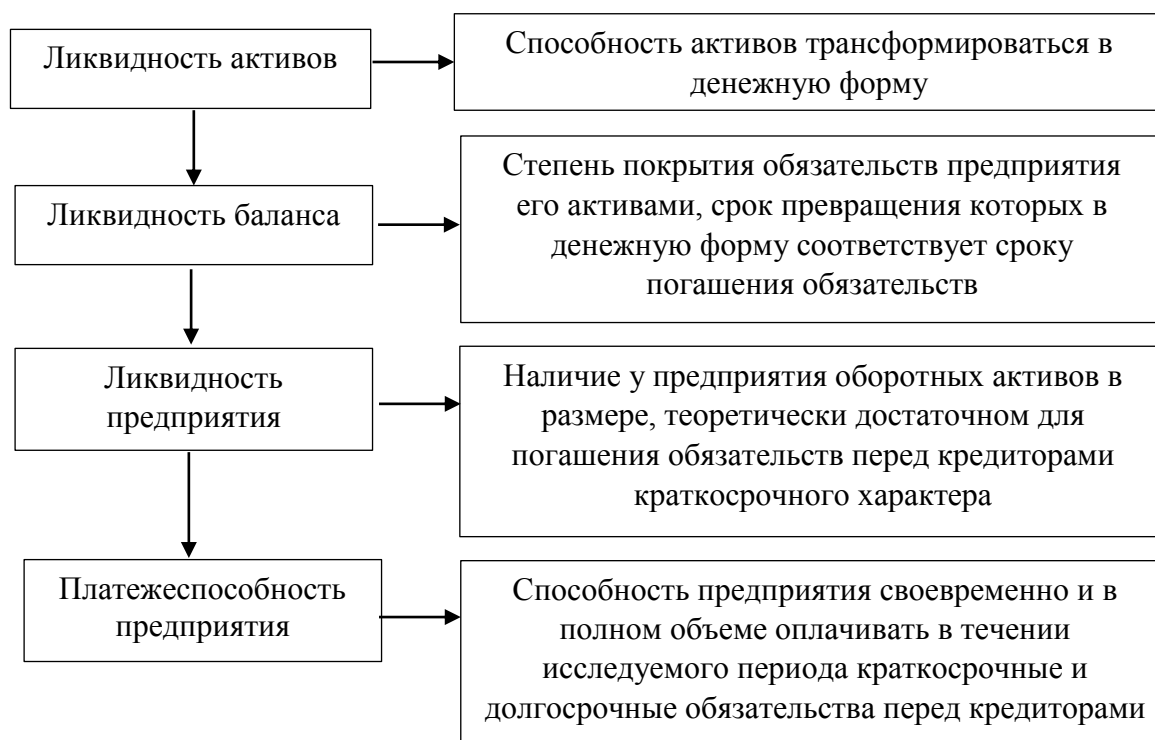 Ликвидность активов
Способность активов трансформироваться в
денежную форму
Ликвидность баланса
Степень покрытия обязательств предприятия
его активами, срок превращения которых в
денежную форму соответствует сроку
погашения обязательств
Ликвидность
предприятия
Наличие у предприятия оборотных активов в
размере, теоретически достаточном для
погашения обязательств перед кредиторами
краткосрочного характера
Платежеспособность
предприятия
Способность предприятия своевременно и в
полном объеме оплачивать в течении
исследуемого периода краткосрочные и
долгосрочные обязательства перед кредиторами